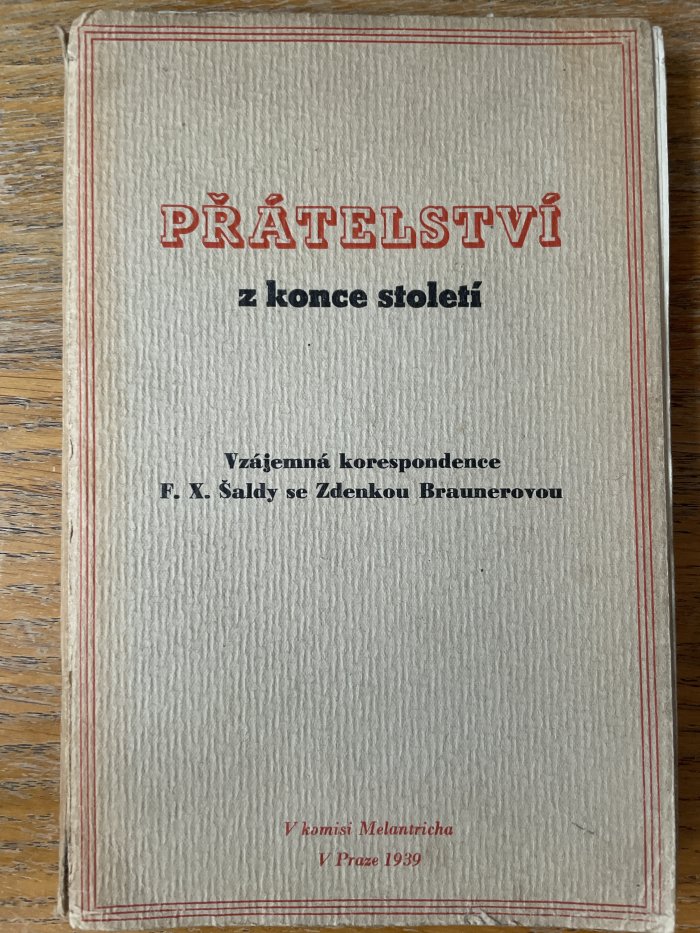 PŘÁTELSTVÍ
z konce století
Vzájemná korespondence
F. X. Šaldy se Zdenkou Braunerovou
V komisi Melantricha
V Praze 1939